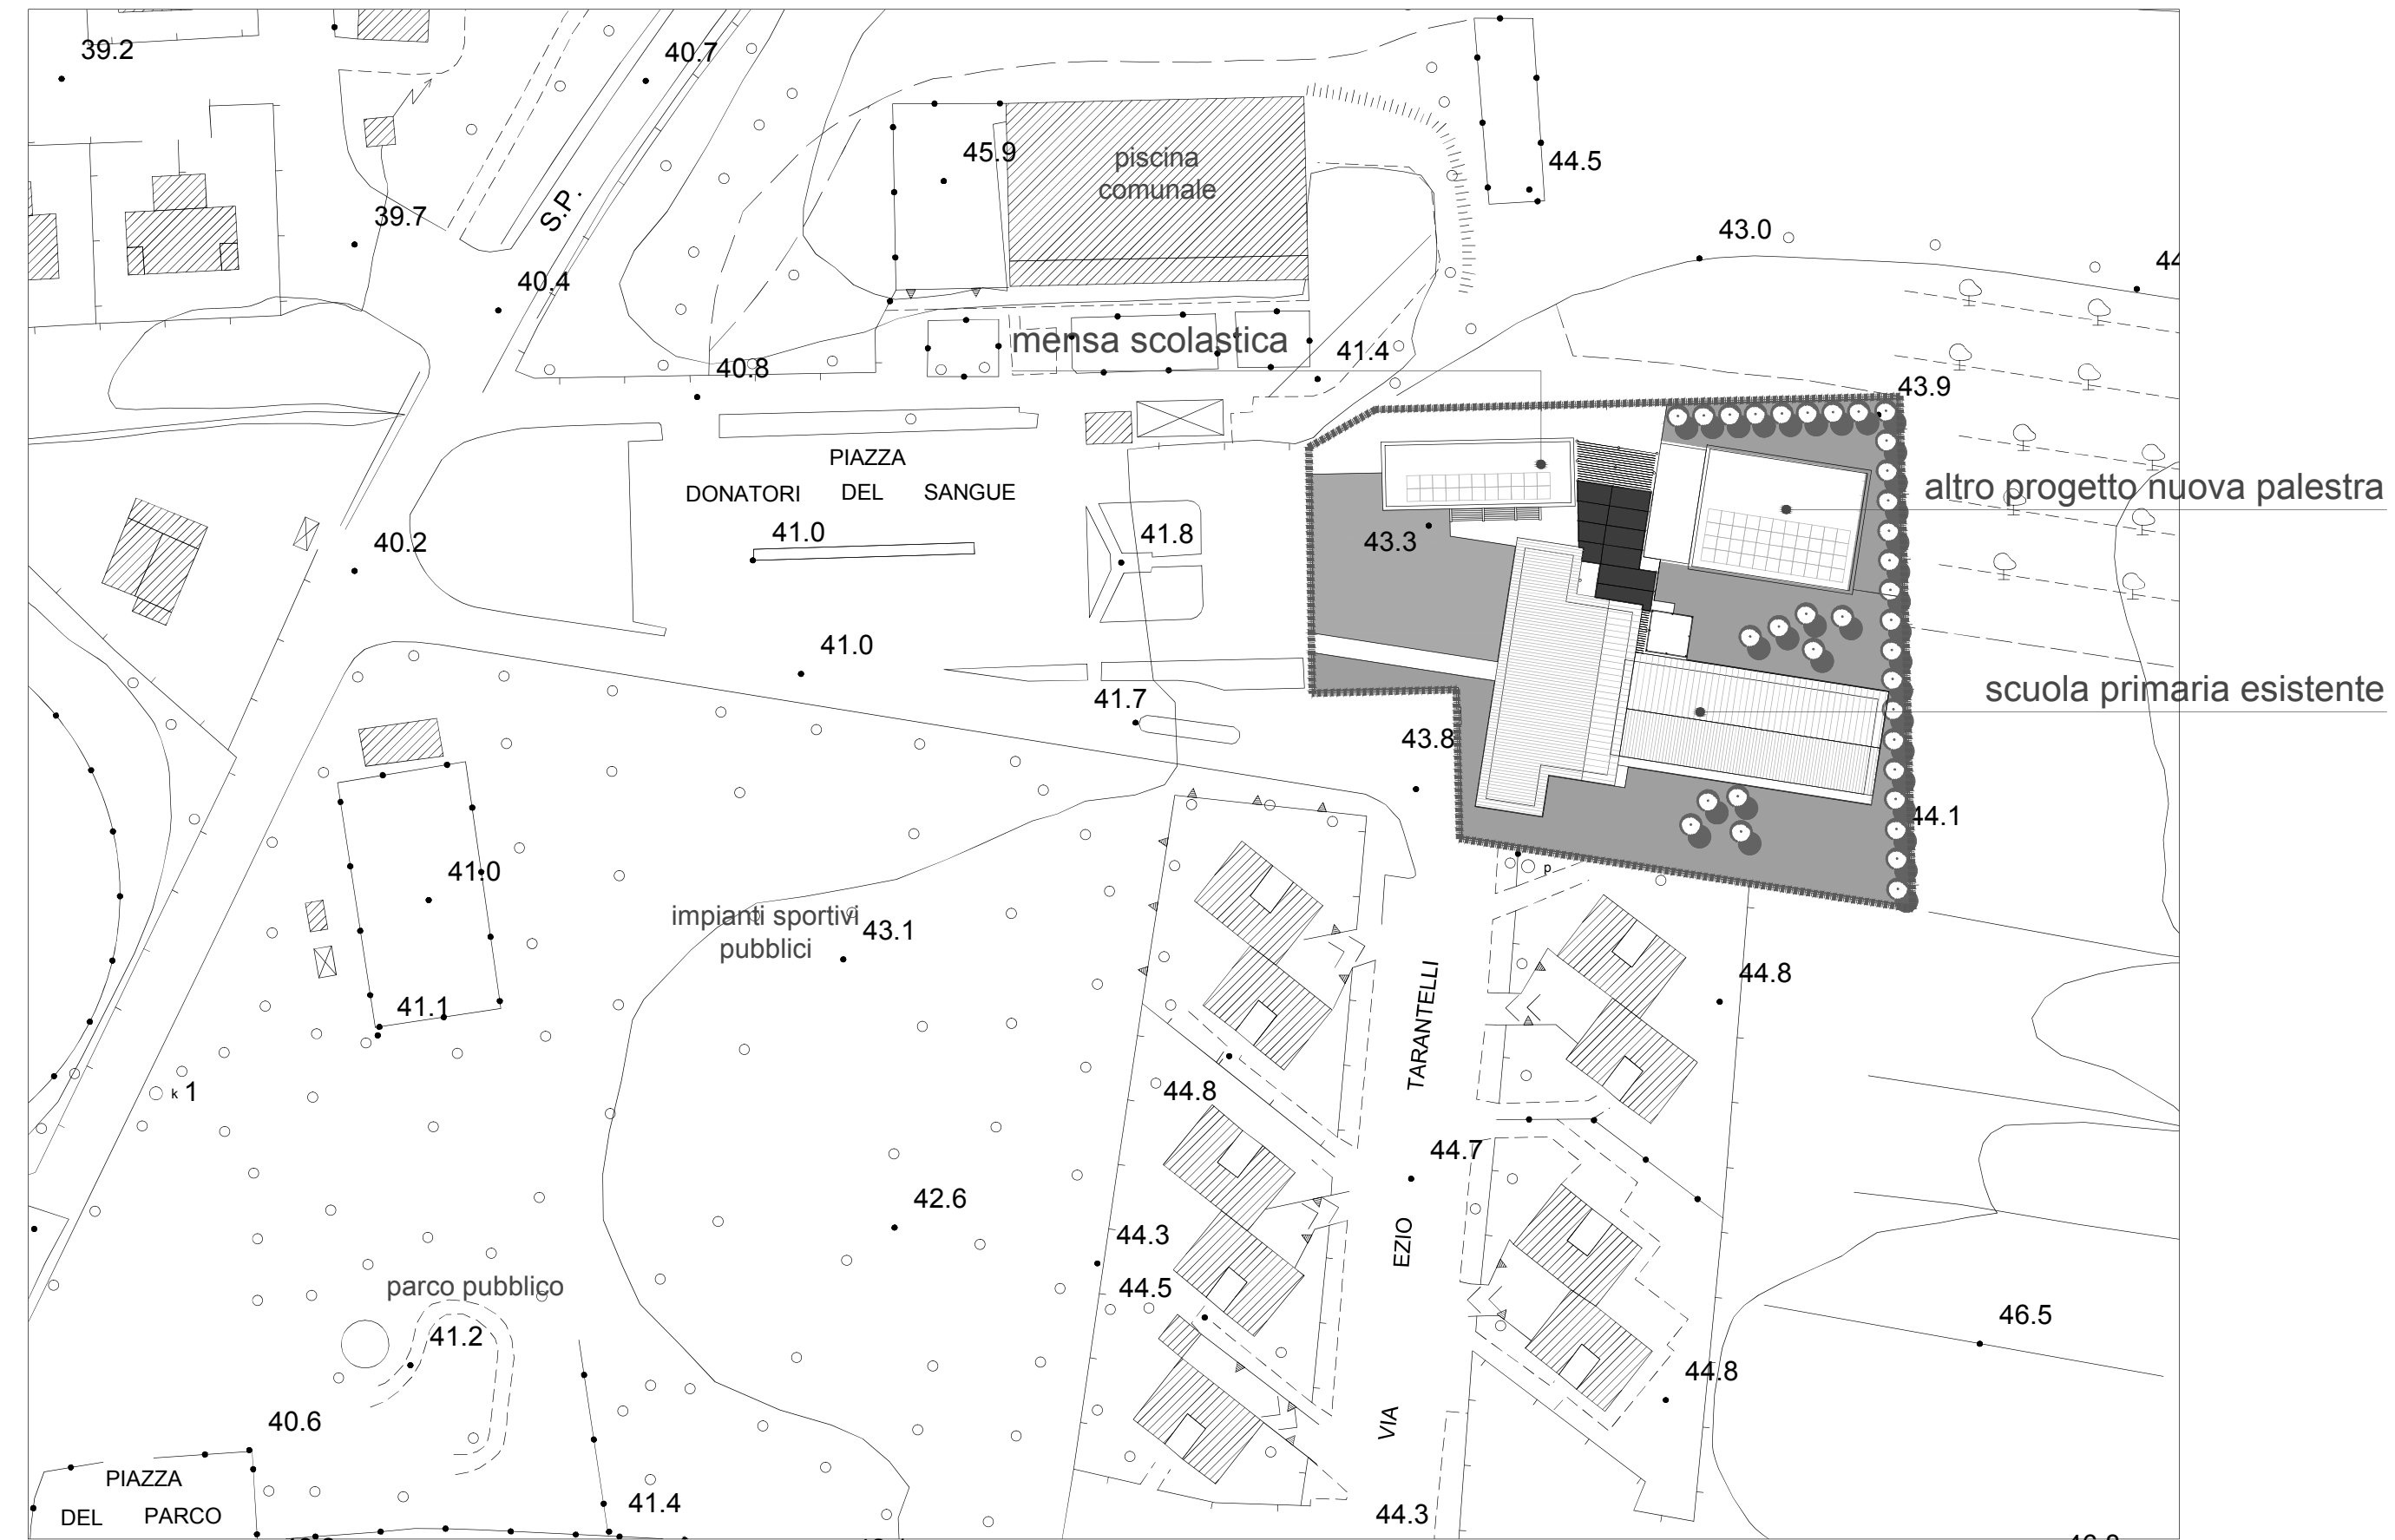 39.2
40.7
45.9
piscina
comunale
44.5
39.7
S.P.
43.0
40.4
mensa scolastica
41.4
40.8
43.9
PIAZZA
DONATORI DEL SANGUE
altro progetto nuova palestra
41.0
41.8
43.3
40.2
41.0
scuola primaria esistente
41.7
43.8
44.1
41.0
p
impianti sportivi
pubblici
43.1
44.8
41.1
TARANTELLI
k 1
44.8
44.7
42.6
44.3
EZIO
44.5
parco pubblico
46.5
41.2
44.8
40.6
VIA
PIAZZA
DEL PARCO
41.4
44.3